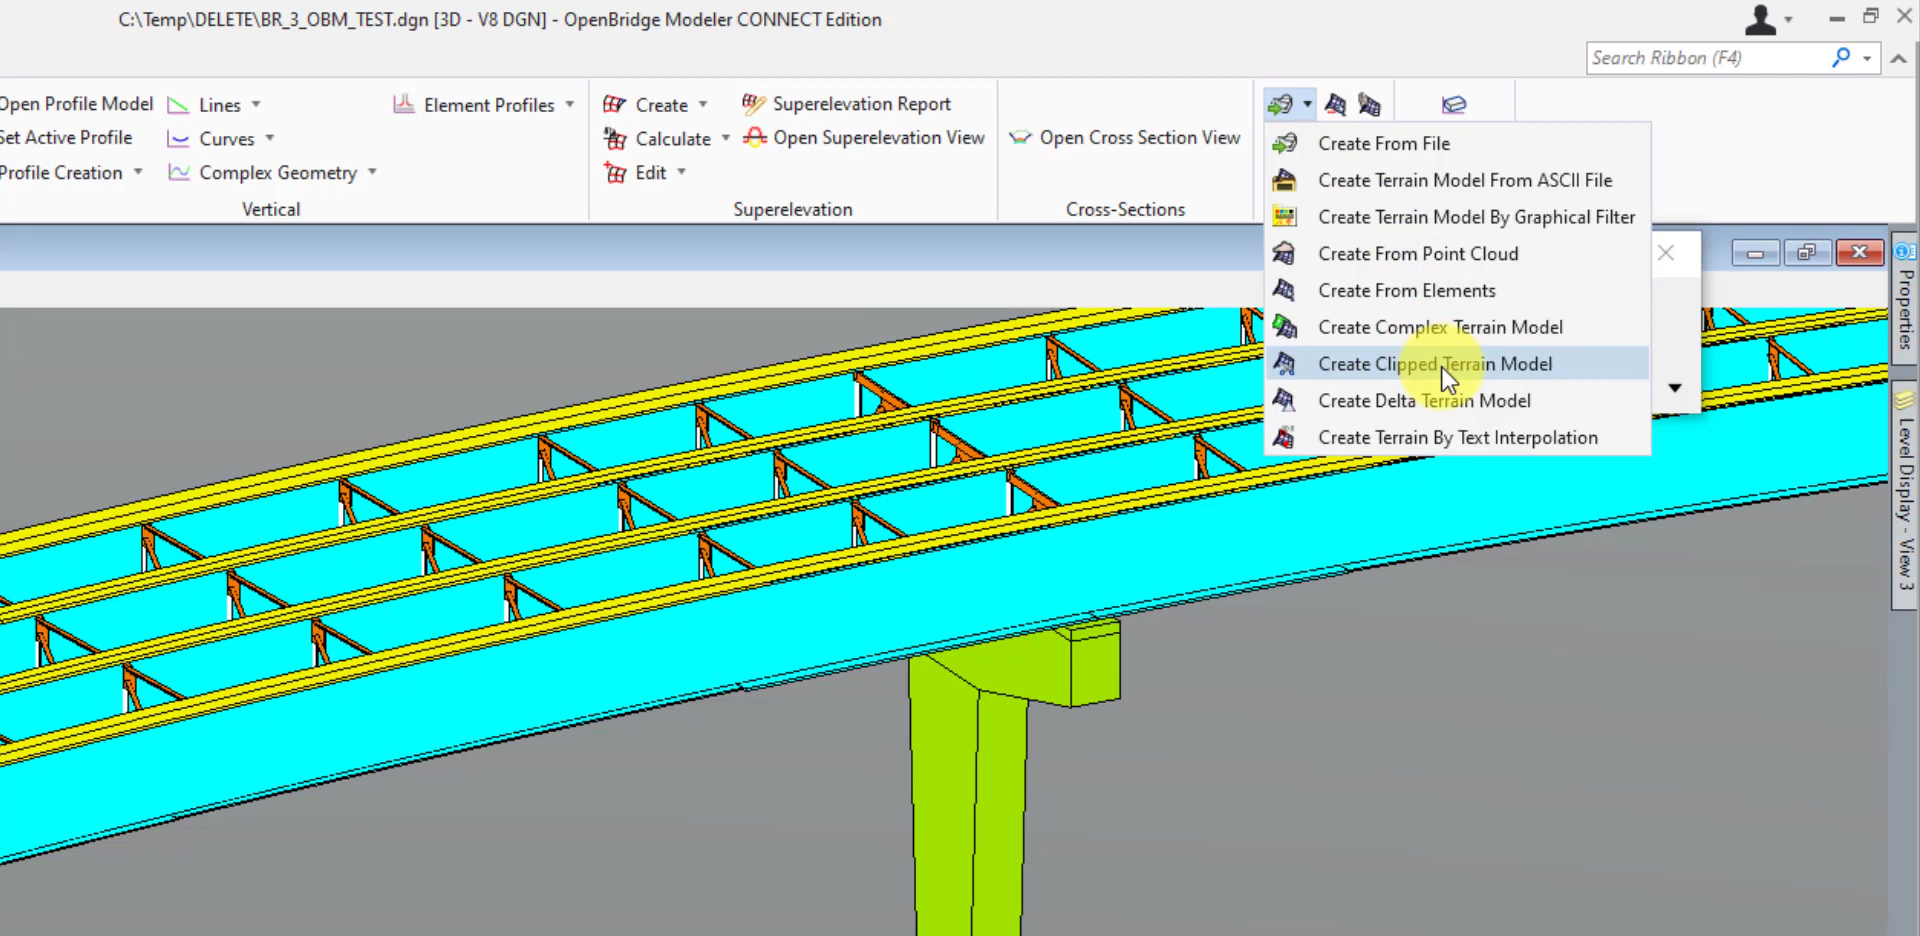 C:\Temp\DELETE\BR_3_OBM_TEST.dgn [3D - V8 DGN] - OpenBridge Modeler CONNECT Edition
Search Ribbon (F4)
Open Profile Model
Lines
Element Profiles
Create
Superelevation Report
Set Active Profile
Curves
Calculate
Open Superelevation View
Open Cross Section View
Profile Creation
Complex Geometry
Edit
Vertical
Superelevation
Cross-Sections
Create From File
Create Terrain Model From ASCII File
Create Terrain Model By Graphical Filter
Create From Point Cloud
Create From Elements
Create Complex Terrain Model
Create Clipped Terrain Model
Create Delta Terrain Model
Create Terrain By Text Interpolation
Properties
Level Display - View 3